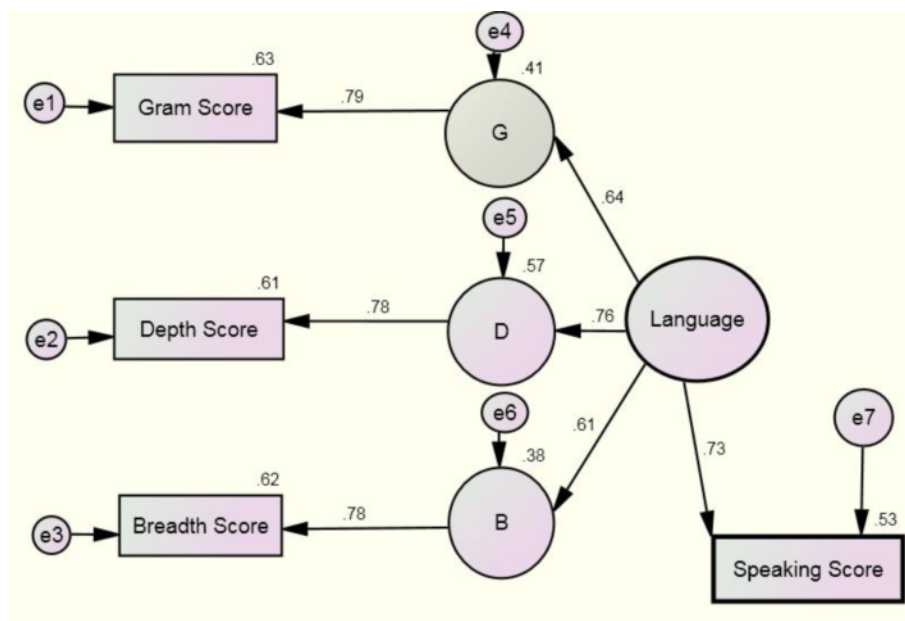 e4
.63
.41
e1
Gram Score
.79
G
.64
e5
.57
.61
e2
Depth Score
.78
D
.76
Language
e6
.61
.38
e7
.73
.62
e3
Breadth Score
.78
B
.53
Speaking Score